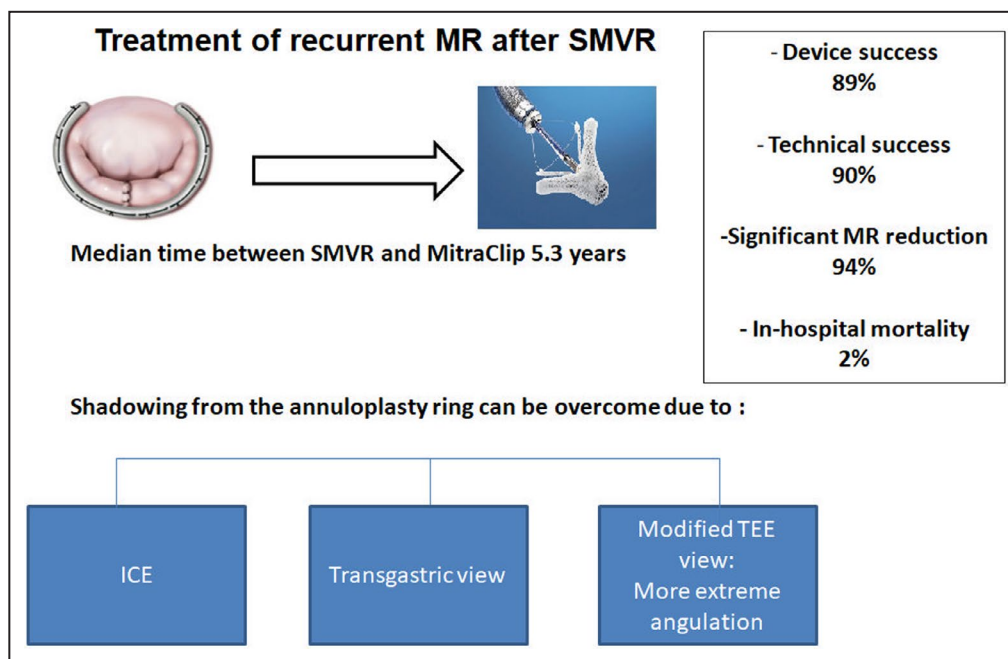 Treatment of recurrent MR after SMVR
Median time between SMVR and MitraClip 5.3 years
- Device success
89%
- Technical success
90%
-Significant MR reduction
94%
- In-hospital mortality
2%
Shadowing from the annuloplasty ring can be overcome due to :
ICE
Transgastric view
Modified TEE
view:
More extreme
angulation